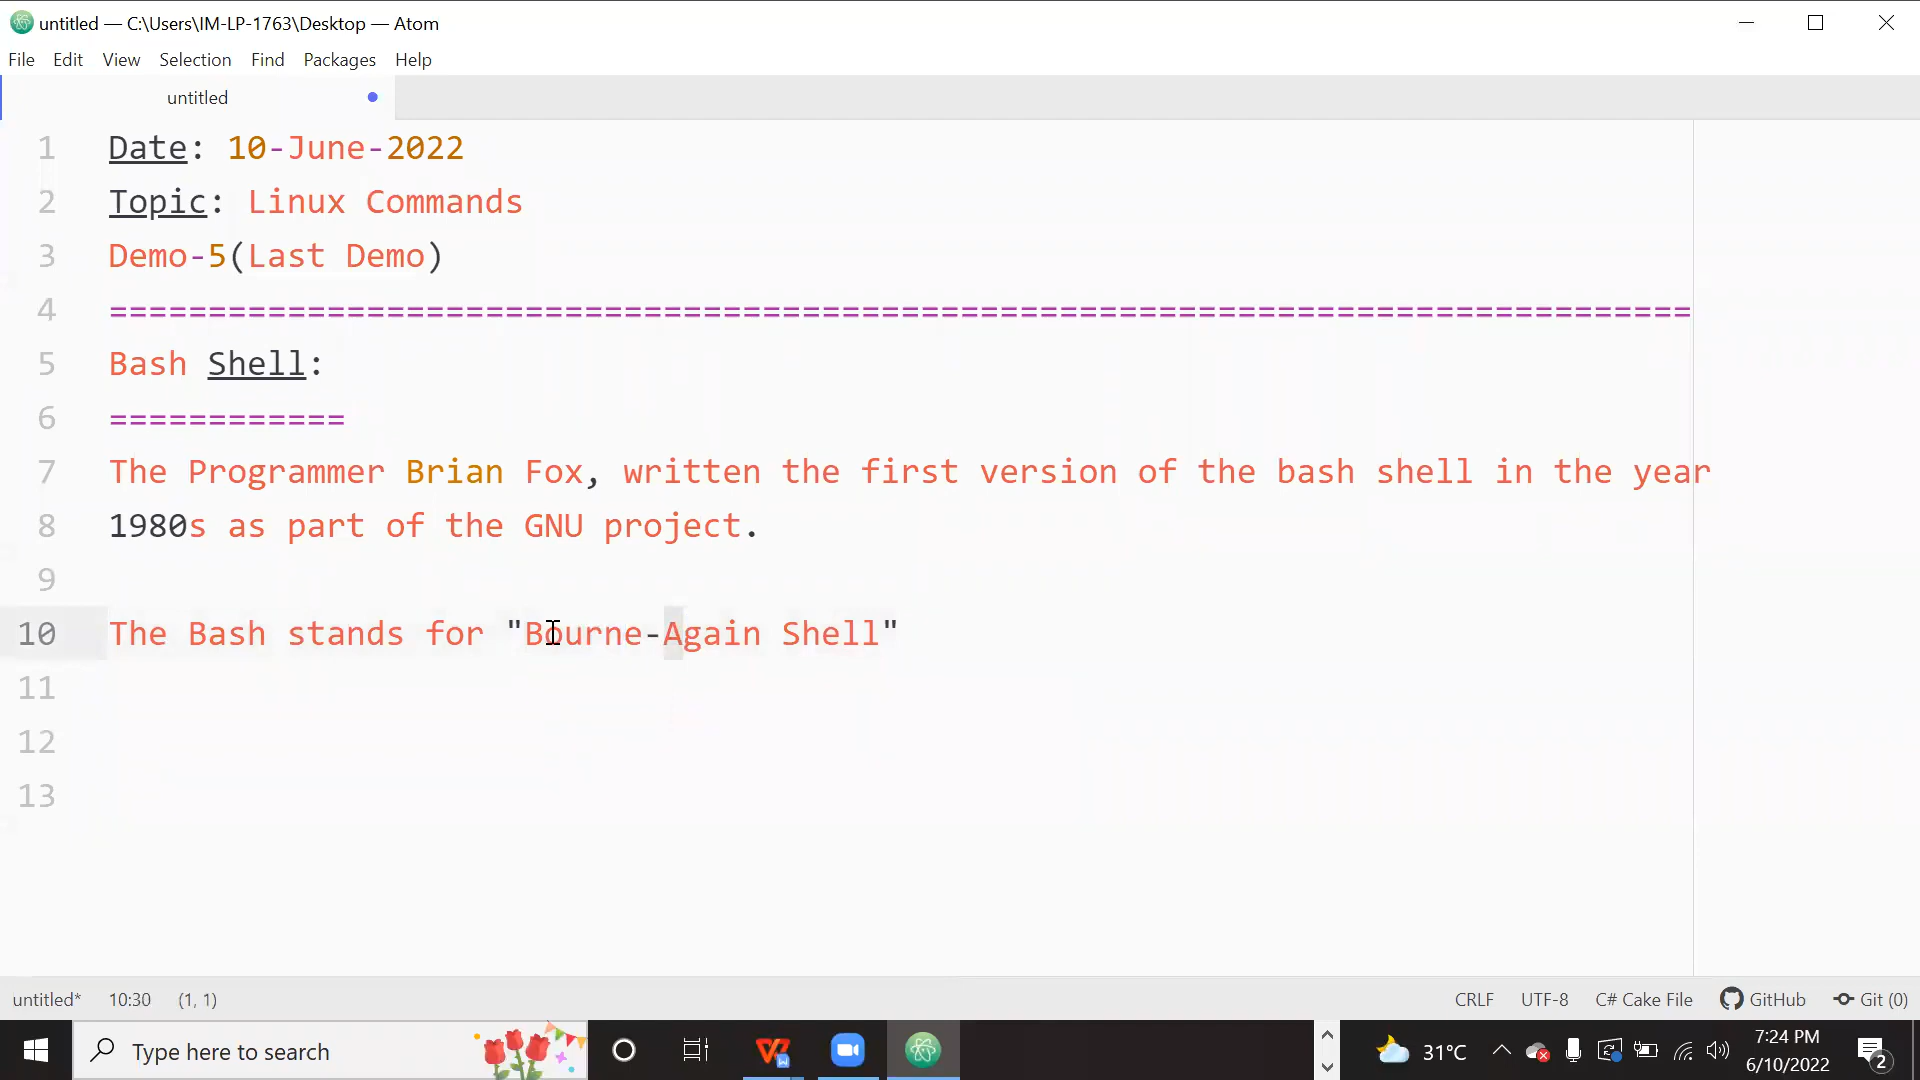 untitled — C:\Users\IM-LP-1763\Desktop — Atom
File Edit View Selection Find Packages Help
untitled
1 Date: 10-June-2022
2 Topic: Linux Commands
3 Demo-5(Last Demo)
4 ================================================================================
5 Bash Shell:
6 ============
7 The Programmer Brian Fox, written the first version of the bash shell in the year
8 1980s as part of the GNU project.
9
10 The Bash stands for "Bourne-Again Shell"
11
12
13
untitled* 10:30 (1, 1) CRLF UTF-8 C# Cake File GitHub Git (0)
Type here to search 31°C 7:24 PM
6/10/2022 2